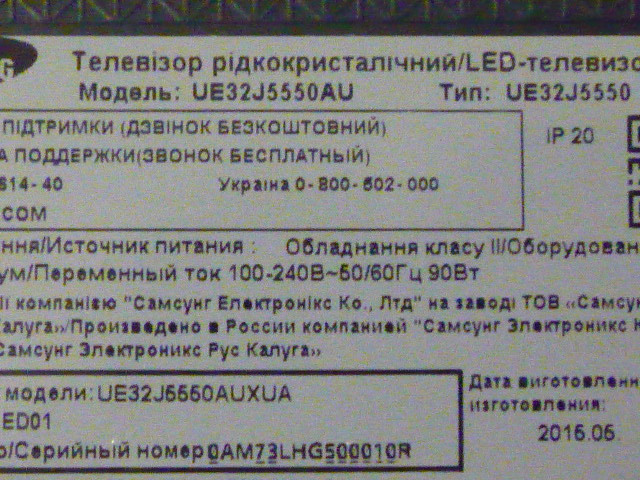 Телевізор рідкокристалічний/LED-телевизо
Модель: UE32J5550AU Тип: UE32J5550
ПІДТРИМКИ (ДЗВІНОК БЕЗКОШТОВНИЙ)
А ПОДДЕРЖКИ(ЗВОНОК БЕСПЛАТНЫЙ)
IP 20
614-40 Україна 0-800-502-000
COM
ння/Источник питания : Обладнання класу II/Оборудован
ум/Переменный ток 100-240В~50/60Гц 90Вт
ії компанією "Самсунг Електронікс Ко., Лтд" на заводі ТОВ «Самсу
Калуга»/Произведено в России компанией "Самсунг Электроникс К
Самсунг Электроникс Рус Калуга»
модели: UE32J5550AUXUA
ED01
о/Серийный номер0AM73LHG500010R
Дата виготовленн
изготовления:
2015.05.